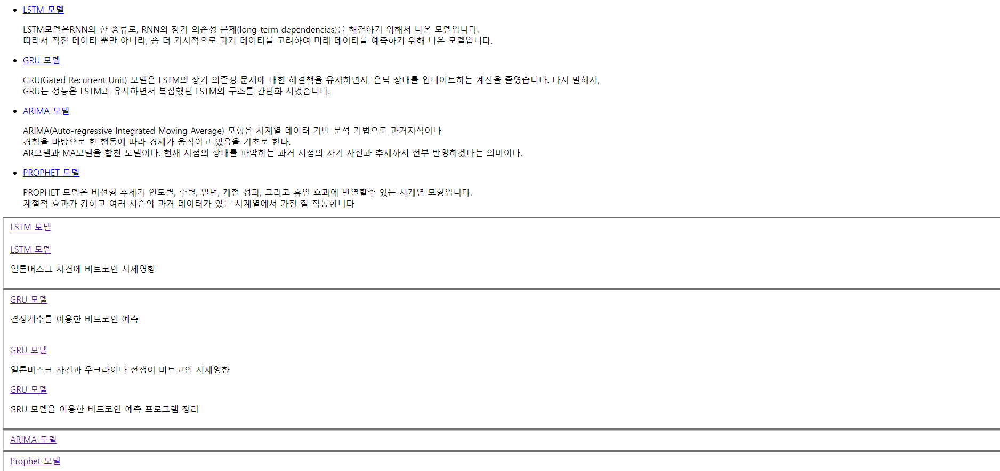 LSTM 모델
LSTM모델은RNN의 한 종류로, RNN의 장기 의존성 문제(long-term dependencies)를 해결하기 위해서 나온 모델입니다.
따라서 직전 데이터 뿐만 아니라, 좀 더 거시적으로 과거 데이터를 고려하여 미래 데이터를 예측하기 위해 나온 모델입니다.
GRU 모델
GRU(Gated Recurrent Unit) 모델은 LSTM의 장기 의존성 문제에 대한 해결책을 유지하면서, 은닉 상태를 업데이트하는 계산을 줄였습니다. 다시 말해서,
GRU는 성능은 LSTM과 유사하면서 복잡했던 LSTM의 구조를 간단화 시켰습니다.
ARIMA 모델
ARIMA(Auto-regressive Integrated Moving Average) 모형은 시계열 데이터 기반 분석 기법으로 과거지식이나
경험을 바탕으로 한 행동에 따라 경제가 움직이고 있음을 기초로 한다.
AR모델과 MA모델을 합친 모델이다. 현재 시점의 상태를 파악하는 과거 시점의 자기 자신과 추세까지 전부 반영하겠다는 의미이다.
PROPHET 모델
PROPHET 모델은 비선형 추세가 연도별, 주별, 일변, 계절 성과, 그리고 휴일 효과에 반열할수 있는 시계열 모형입니다.
계절적 효과가 강하고 여러 시즌의 과거 데이터가 있는 시계열에서 가장 잘 작동합니다
LSTM 모델
LSTM 모델
일론머스크 사건에 비트코인 시세영향
GRU 모델
결정계수를 이용한 비트코인 예측
GRU 모델
일론머스크 사건과 우크라이나 전쟁이 비트코인 시세영향
GRU 모델
GRU 모델을 이용한 비트코인 예측 프로그램 정리
ARIMA 모델
Prophet 모델